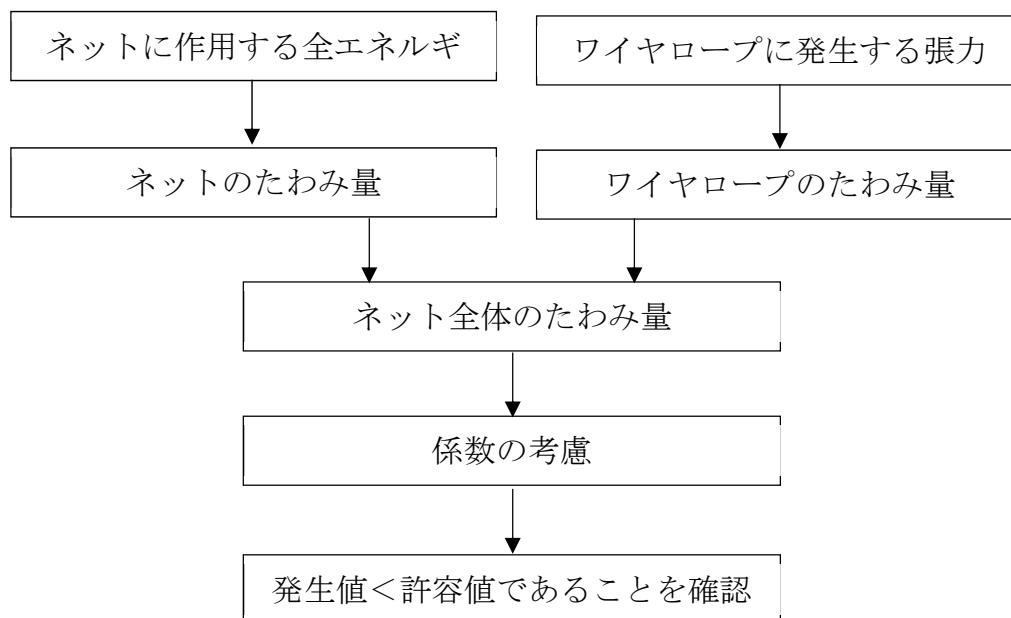 ネットに作用する全エネルギ
ワイヤロープに発生する張力
ネットのたわみ量
ワイヤロープのたわみ量
ネット全体のたわみ量
係数の考慮
発生値＜許容値であることを確認